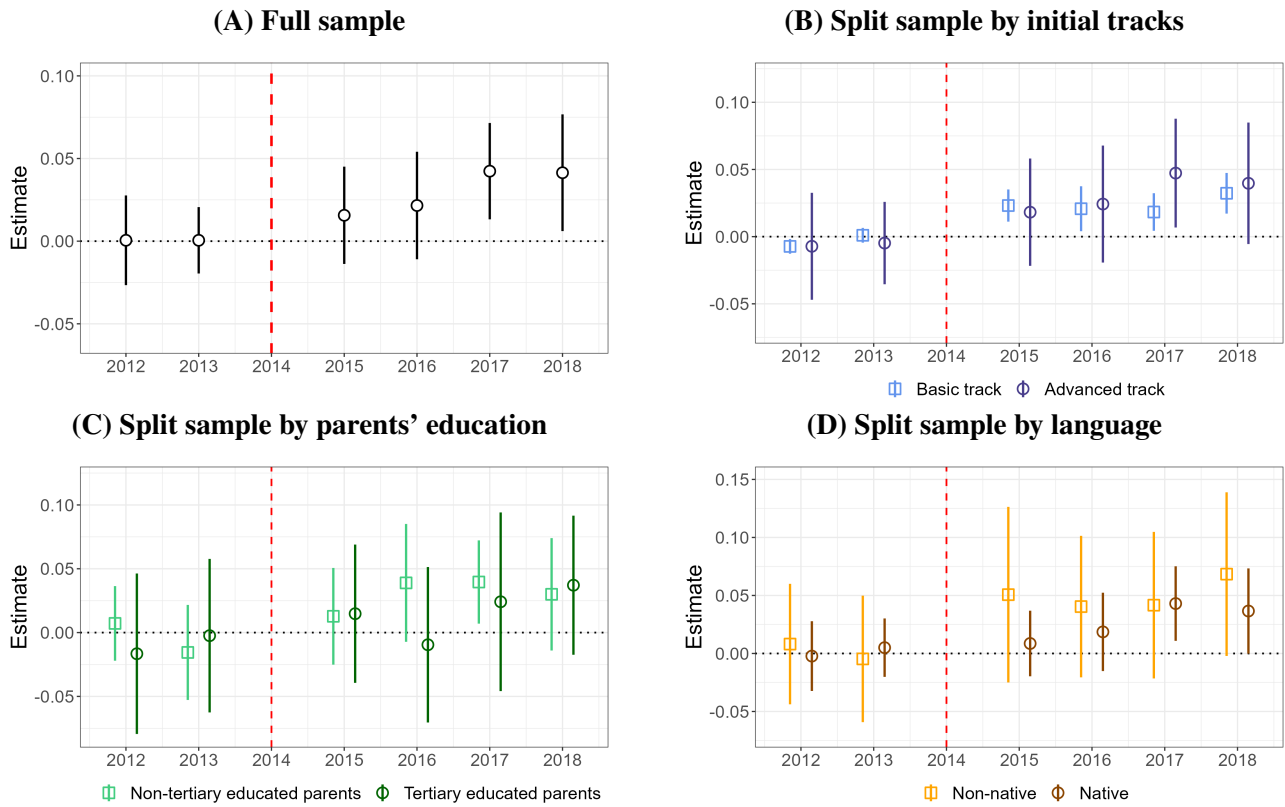 (A) Full sample
Estimate
0.10
0.05
0.00
-0.05
2012 2013 2014 2015 2016 2017 2018
(B) Split sample by initial tracks
Estimate
0.10
0.05
0.00
-0.05
2012 2013 2014 2015 2016 2017 2018
Basic track Advanced track
(C) Split sample by parents’ education
Estimate
0.10
0.05
0.00
-0.05
2012 2013 2014 2015 2016 2017 2018
Non-tertiary educated parents Tertiary educated parents
(D) Split sample by language
Estimate
0.15
0.10
0.05
0.00
-0.05
2012 2013 2014 2015 2016 2017 2018
Non-native Native